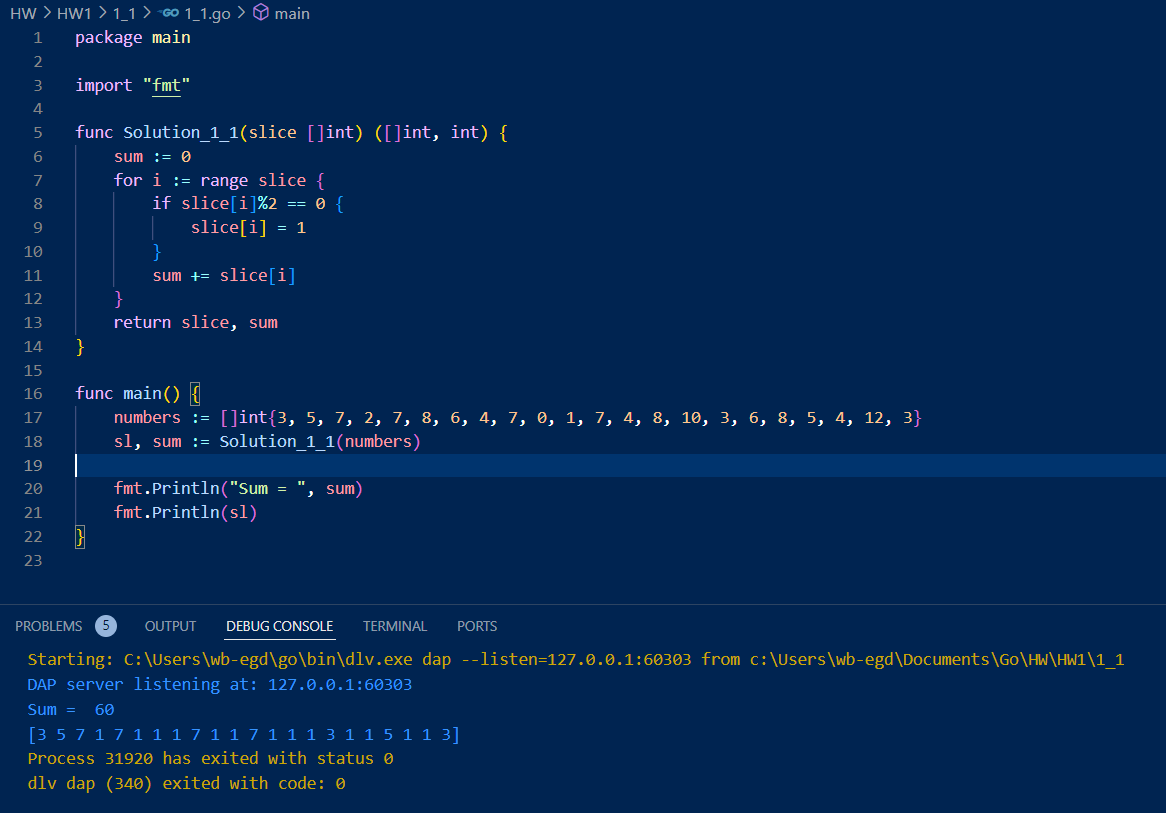 HW > HW1 > 1_1 > GO 1_1.go > main
1 package main
2
3 import "fmt"
4
5 func Solution_1_1(slice []int) ([]int, int) {
6     sum := 0
7     for i := range slice {
8         if slice[i]%2 == 0 {
9             slice[i] = 1
10         }
11         sum += slice[i]
12     }
13     return slice, sum
14 }
15
16 func main() {
17     numbers := []int{3, 5, 7, 2, 7, 8, 6, 4, 7, 0, 1, 7, 4, 8, 10, 3, 6, 8, 5, 4, 12, 3}
18     sl, sum := Solution_1_1(numbers)
19
20     fmt.Println("Sum = ", sum)
21     fmt.Println(sl)
22 }
23
PROBLEMS 5 OUTPUT DEBUG CONSOLE TERMINAL PORTS
Starting: C:\Users\wb-egd\go\bin\dlv.exe dap --listen=127.0.0.1:60303 from c:\Users\wb-egd\Documents\Go\HW\HW1\1_1
DAP server listening at: 127.0.0.1:60303
Sum =  60
[3 5 7 1 7 1 1 1 7 1 1 7 1 1 1 3 1 1 5 1 1 3]
Process 31920 has exited with status 0
dlv dap (340) exited with code: 0